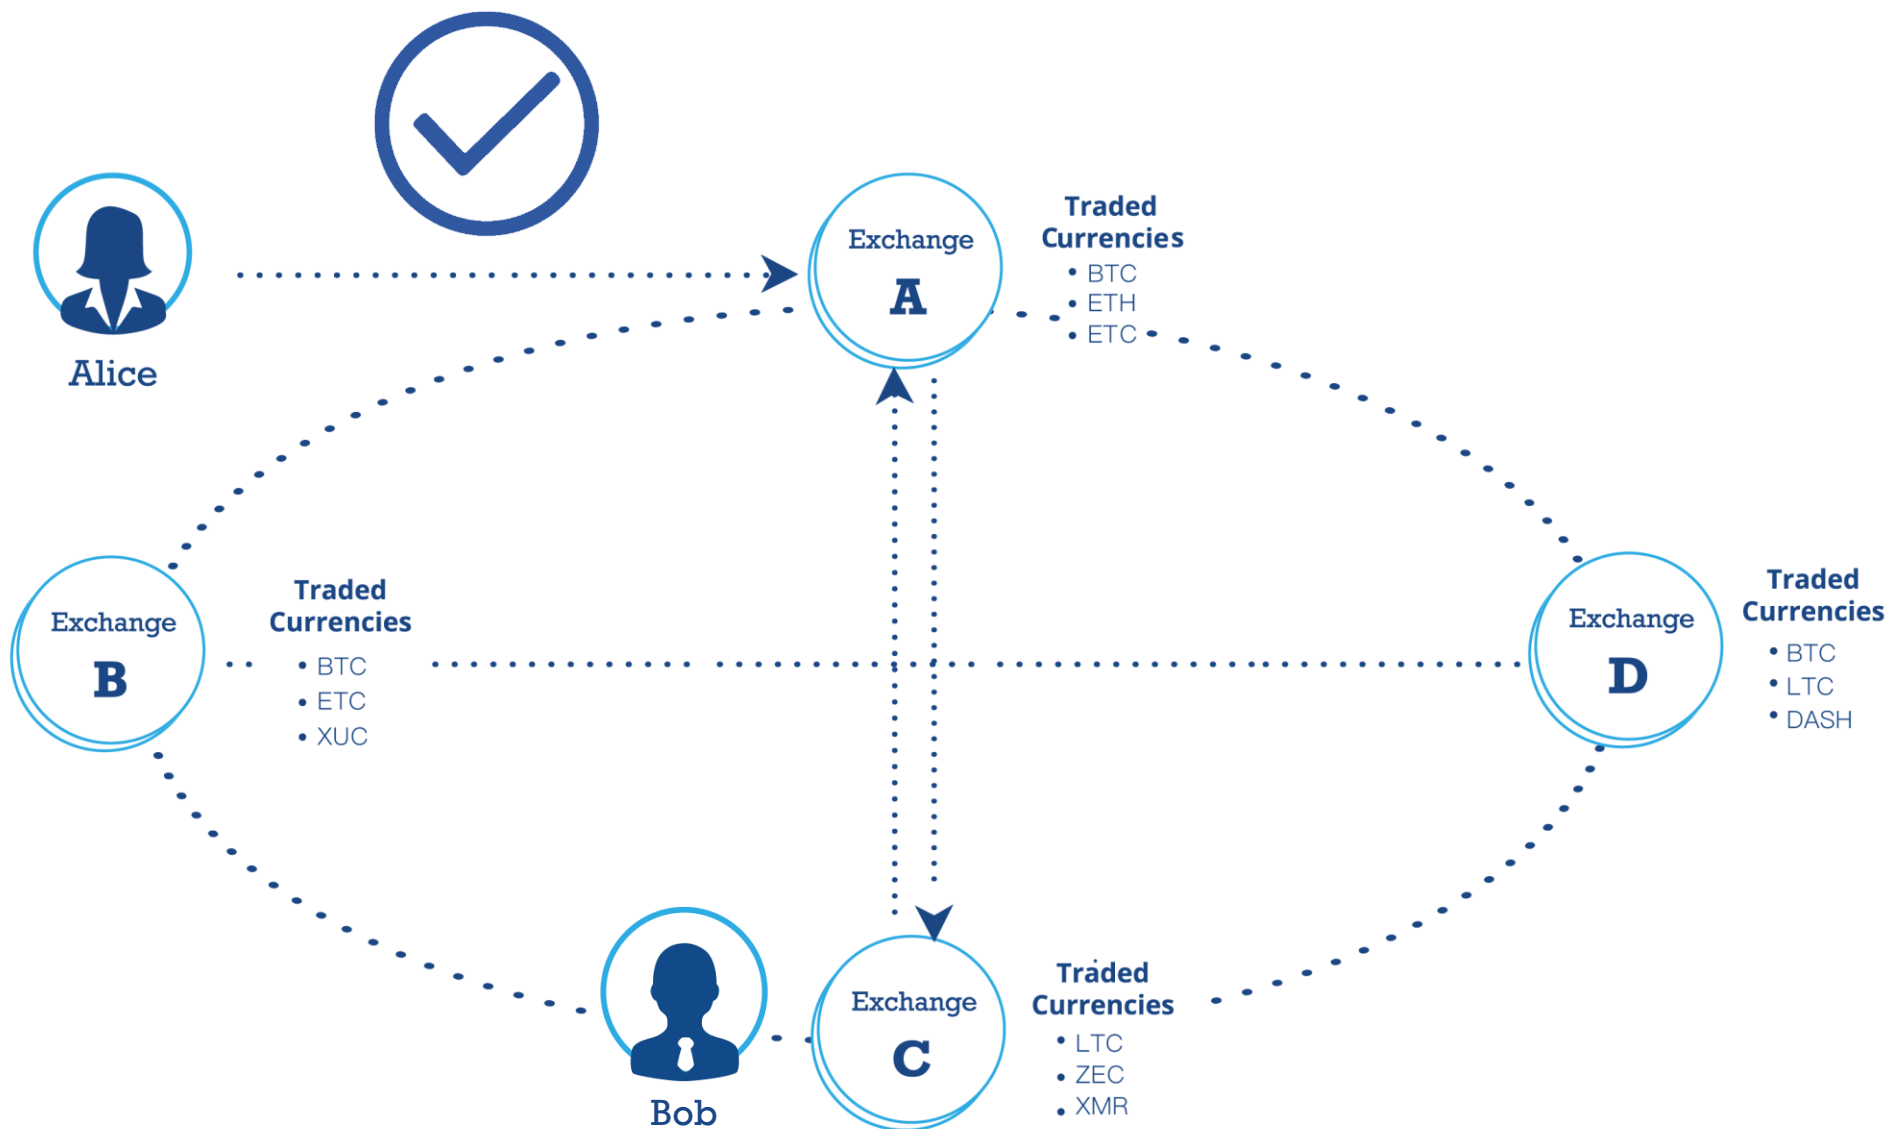 Alice
Exchange
A
Traded
Currencies
• BTC
• ETH
• ETC
Exchange
B
Traded
Currencies
• BTC
• ETC
• XUC
Exchange
D
Traded
Currencies
• BTC
• LTC
• DASH
Bob
Exchange
C
Traded
Currencies
• LTC
• ZEC
• XMR